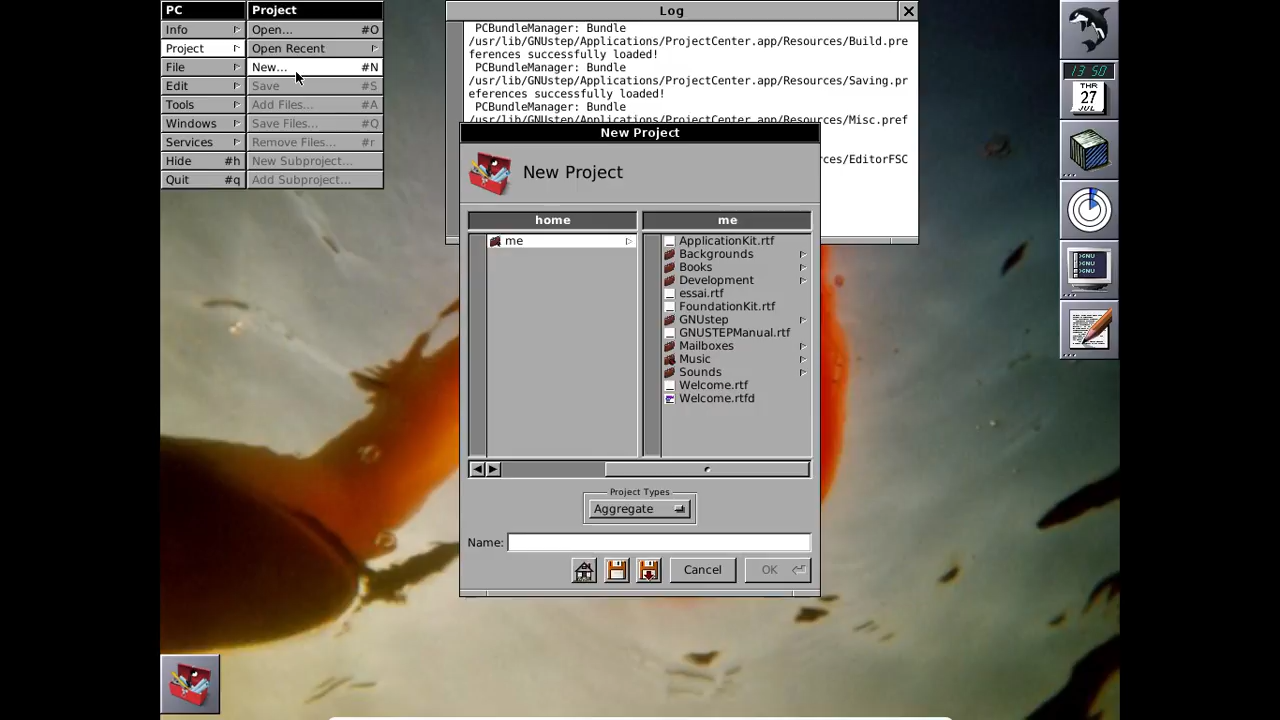 PC
Info
Project
File
Edit
Tools
Windows
Services
Hide #h
Quit #q
Project
Open... #O
Open Recent
New... #N
Save #S
Add Files... #A
Save Files... #Q
Remove Files... #r
New Subproject...
Add Subproject...
Log
PCBundleManager: Bundle
/usr/lib/GNUstep/Applications/ProjectCenter.app/Resources/Build.pre
ferences successfully loaded!
PCBundleManager: Bundle
/usr/lib/GNUstep/Applications/ProjectCenter.app/Resources/Saving.pr
eferences successfully loaded!
PCBundleManager: Bundle
/usr/lib/GNUstep/Applications/ProjectCenter.app/Resources/Misc.pref
rces/EditorFSC
New Project
New Project
home
me
me
ApplicationKit.rtf
Backgrounds
Books
Development
essai.rtf
FoundationKit.rtf
GNUstep
GNUSTEPManual.rtf
Mailboxes
Music
Sounds
Welcome.rtf
Welcome.rtfd
Project Types
Aggregate
Name:
Cancel
OK
13 50
THR
27
JUL
GNU
GNU
GNU